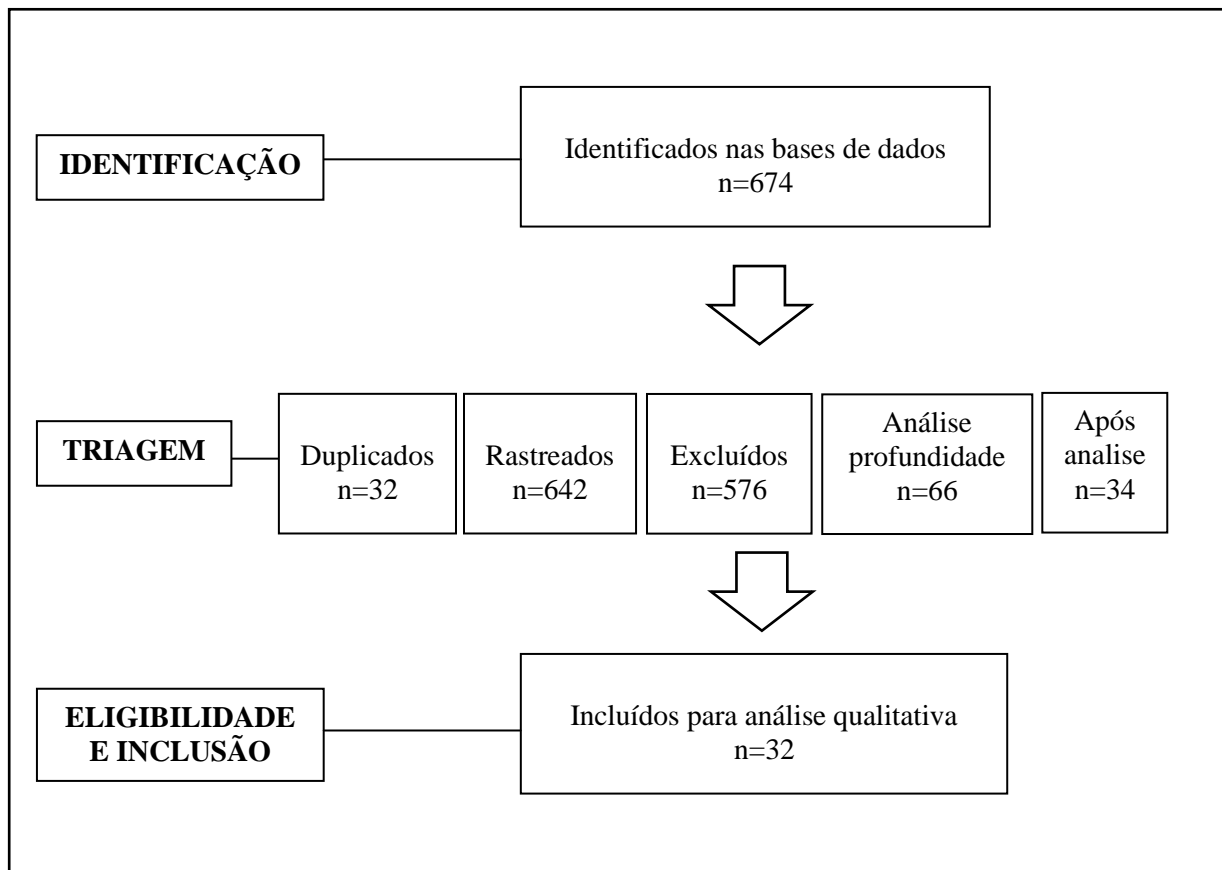 IDENTIFICAÇÃO
Identificados nas bases de dados
n=674
TRIAGEM
Duplicados
n=32
Rastreados
n=642
Excluídos
n=576
Análise
profundidade
n=66
Após
analise
n=34
ELIGIBILIDADE
E INCLUSÃO
Incluídos para análise qualitativa
n=32